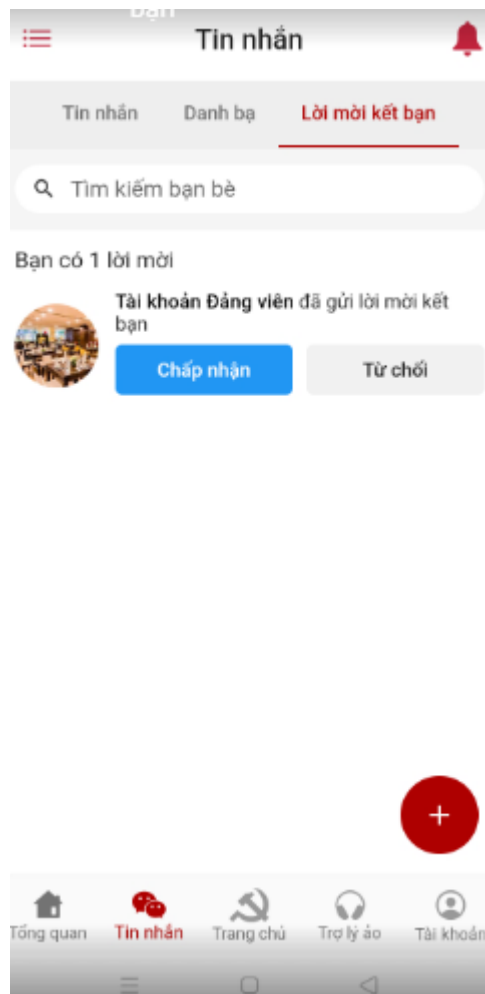 bạn
Tin nhắn
Tin nhắn Danh bạ Lời mời kết bạn
Tìm kiếm bạn bè
Bạn có 1 lời mời
Tài khoản Đảng viên đã gửi lời mời kết
bạn
Chấp nhận Từ chối
Tổng quan Tin nhắn Trang chủ Trợ lý ảo Tài khoản